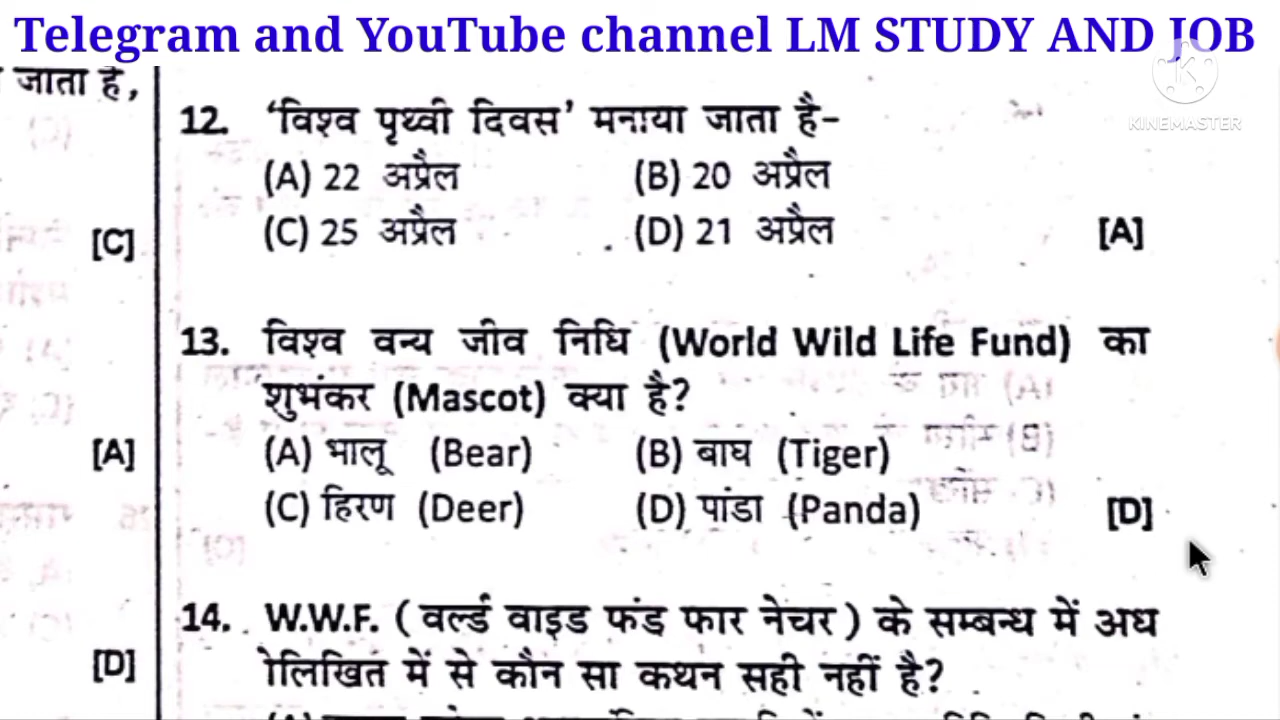 Telegram and YouTube channel LM STUDY AND JOB
KINEMASTER
जाता है,
[C]
[A]
[D]
12. ‘विश्व पृथ्वी दिवस’ मनाया जाता है–
(A) 22 अप्रैल (B) 20 अप्रैल
(C) 25 अप्रैल (D) 21 अप्रैल [A]
13. विश्व वन्य जीव निधि (World Wild Life Fund) का
शुभंकर (Mascot) क्या है?
(A) भालू (Bear) (B) बाघ (Tiger)
(C) हिरण (Deer) (D) पांडा (Panda) [D]
14. W.W.F. ( वर्ल्ड वाइड फंड फार नेचर ) के सम्बन्ध में अध
ोलिखित में से कौन सा कथन सही नहीं है?